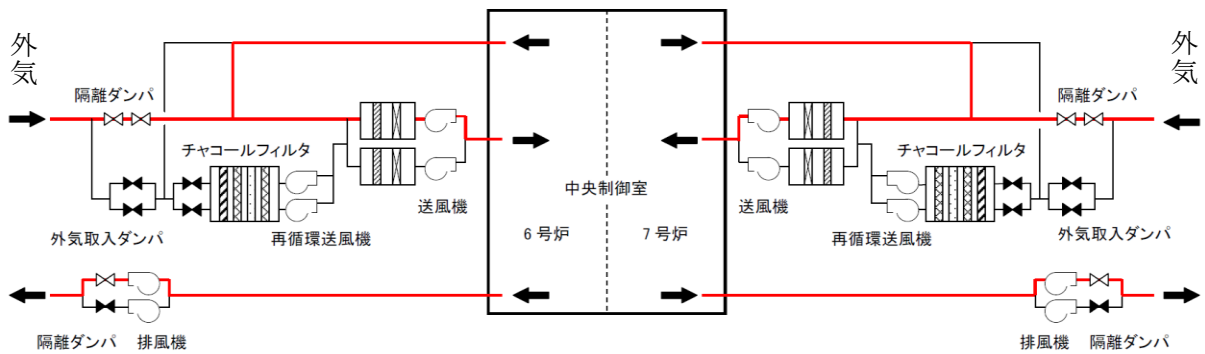 外気
外気
隔離ダンパ
隔離ダンパ
チャコールフィルタ
チャコールフィルタ
中央制御室
送風機
送風機
外気取入ダンパ
再循環送風機
6号炉
7号炉
再循環送風機
外気取入ダンパ
隔離ダンパ
排風機
排風機
隔離ダンパ